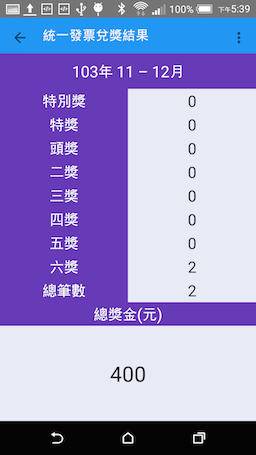 100% 下午5:39
統一發票兌獎結果
103年 11 – 12月
特別獎 0
特獎 0
頭獎 0
二獎 0
三獎 0
四獎 0
五獎 0
六獎 2
總筆數 2
總獎金(元)
400